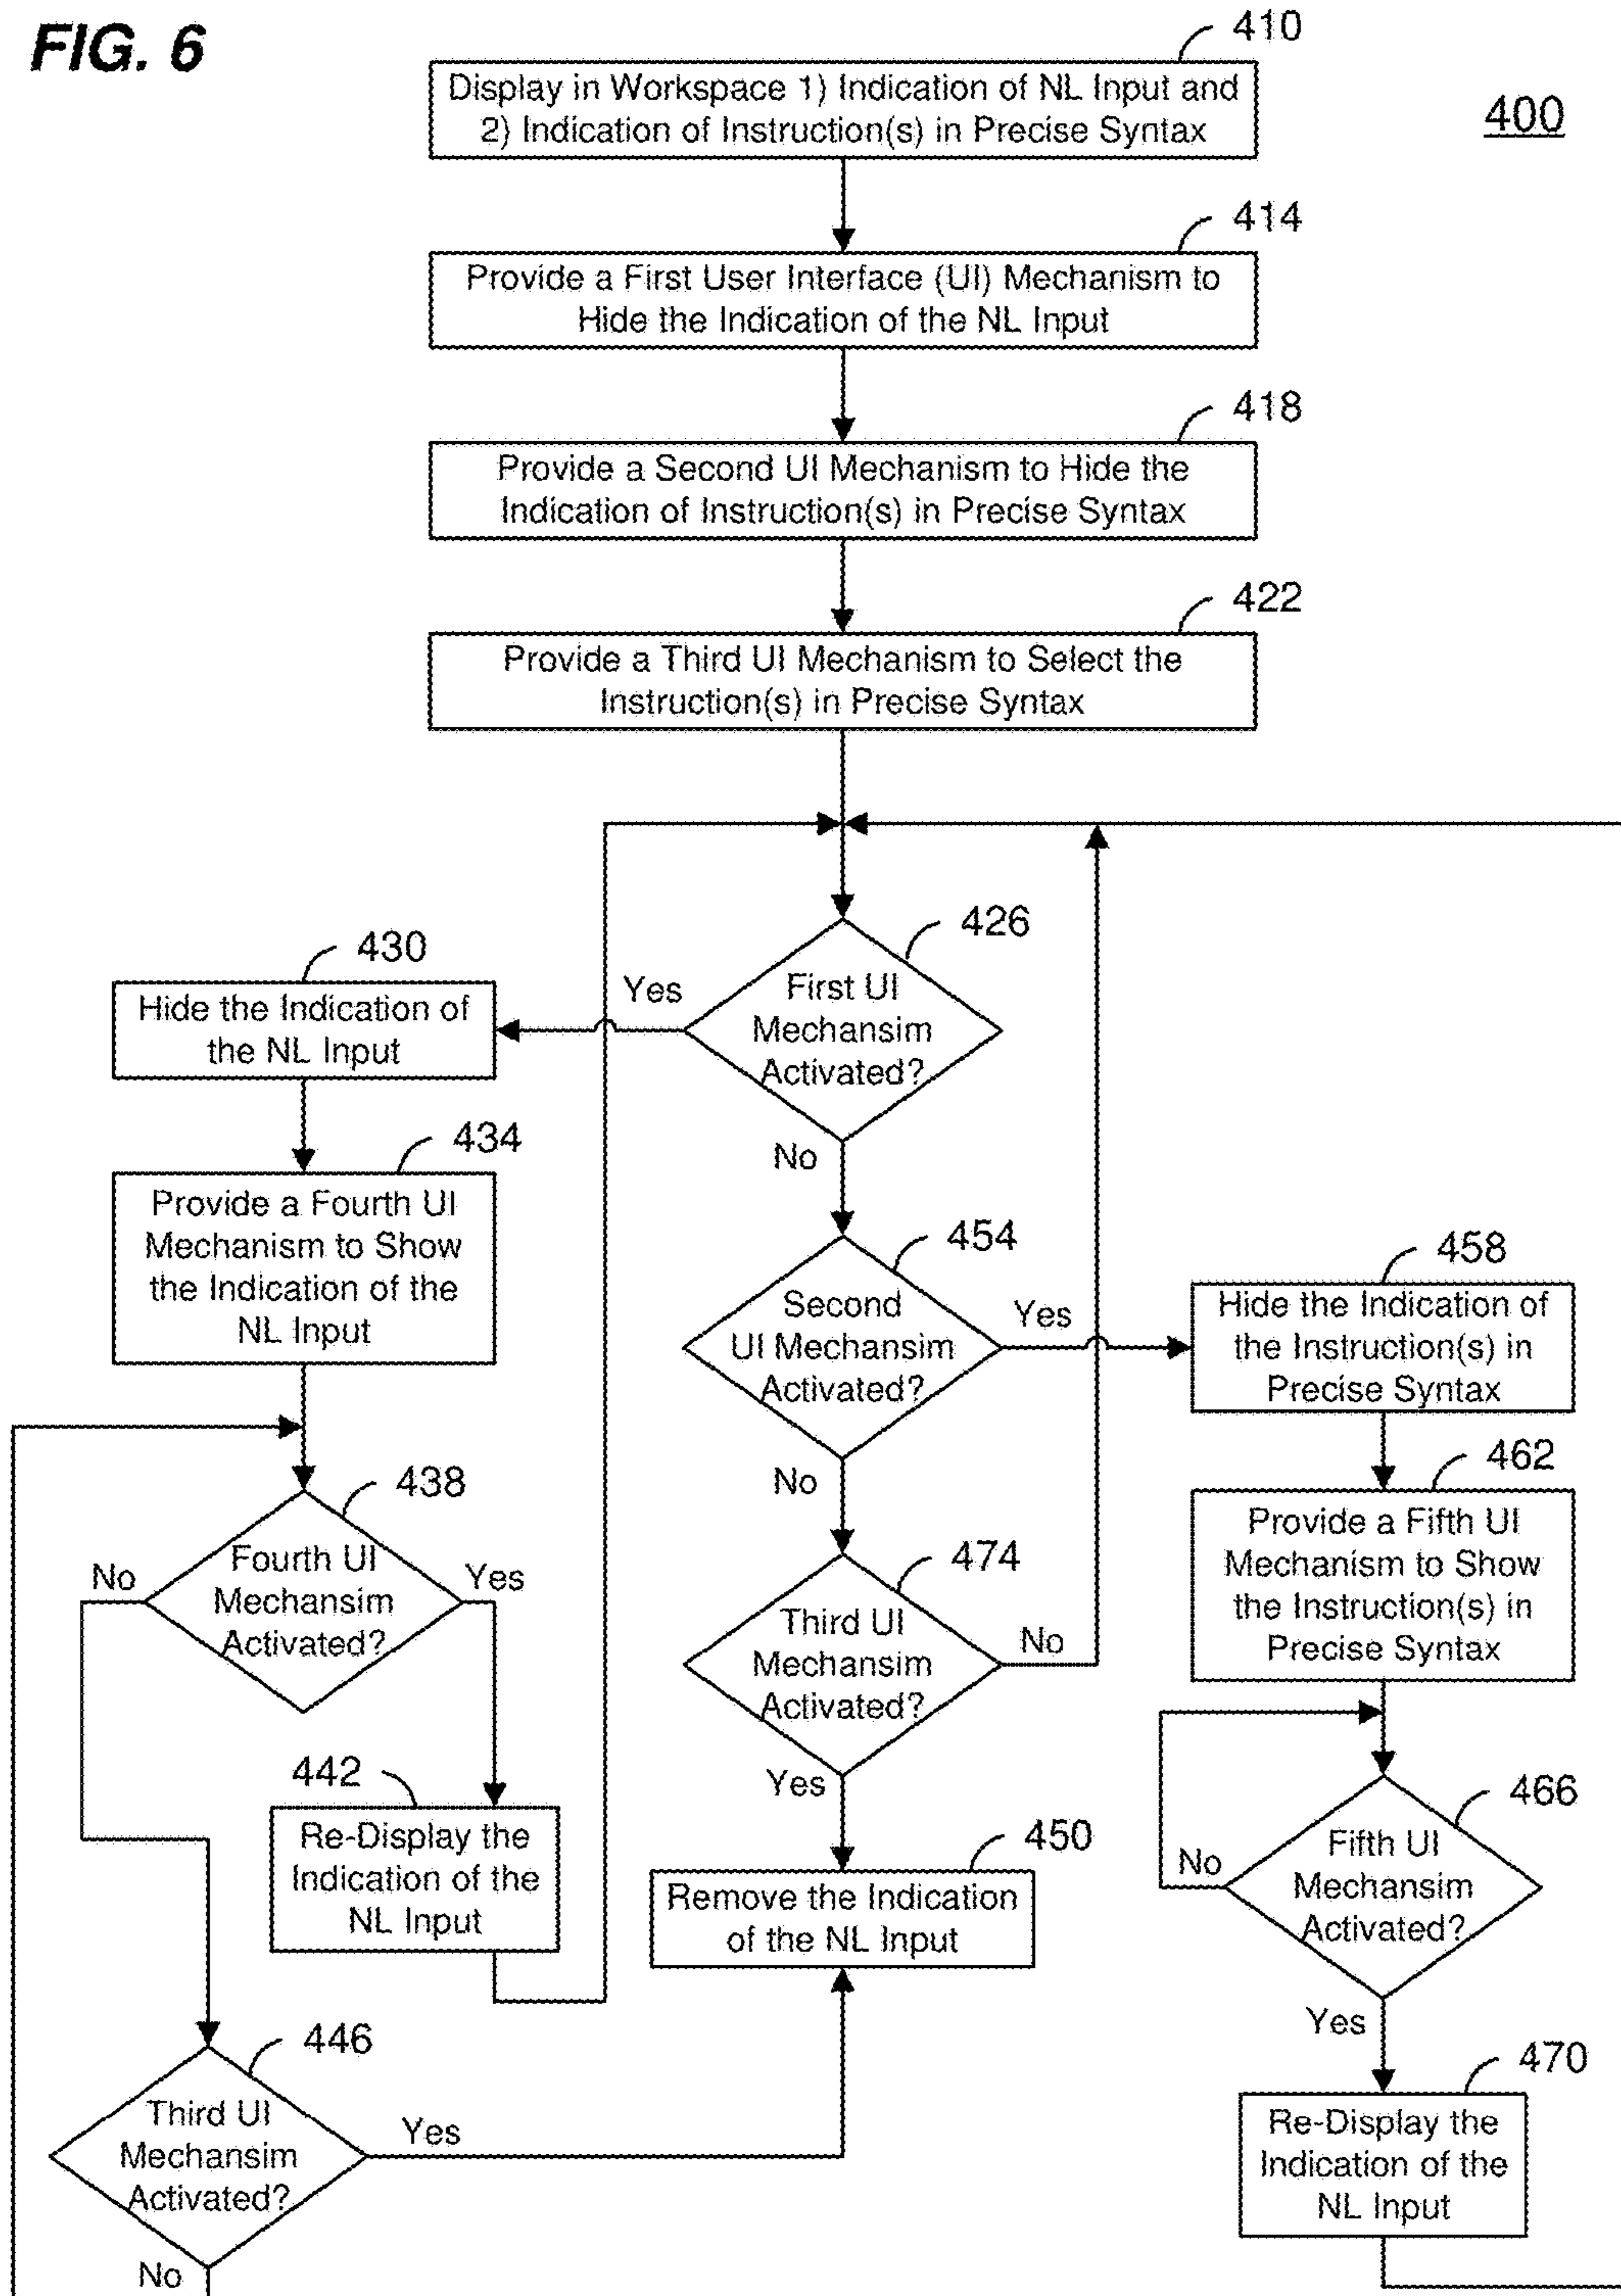 FIG. 6
400
410
Display in Workspace 1) Indication of NL Input and
2) Indication of Instruction(s) in Precise Syntax
414
Provide a First User Interface (UI) Mechanism to
Hide the Indication of the NL Input
418
Provide a Second UI Mechanism to Hide the
Indication of Instruction(s) in Precise Syntax
422
Provide a Third UI Mechanism to Select the
Instruction(s) in Precise Syntax
426
First UI
Mechansim
Activated?
Yes
No
430
Hide the Indication of
the NL Input
434
Provide a Fourth UI
Mechanism to Show
the Indication of the
NL Input
438
Fourth UI
Mechansim
Activated?
No
Yes
442
Re-Display the
Indication of the
NL Input
446
Third UI
Mechansim
Activated?
Yes
No
454
Second
UI Mechansim
Activated?
Yes
No
474
Third UI
Mechansim
Activated?
No
Yes
450
Remove the Indication
of the NL Input
458
Hide the Indication of
the Instruction(s) in
Precise Syntax
462
Provide a Fifth UI
Mechanism to Show
the Instruction(s) in
Precise Syntax
466
Fifth UI
Mechansim
Activated?
No
Yes
470
Re-Display the
Indication of the
NL Input